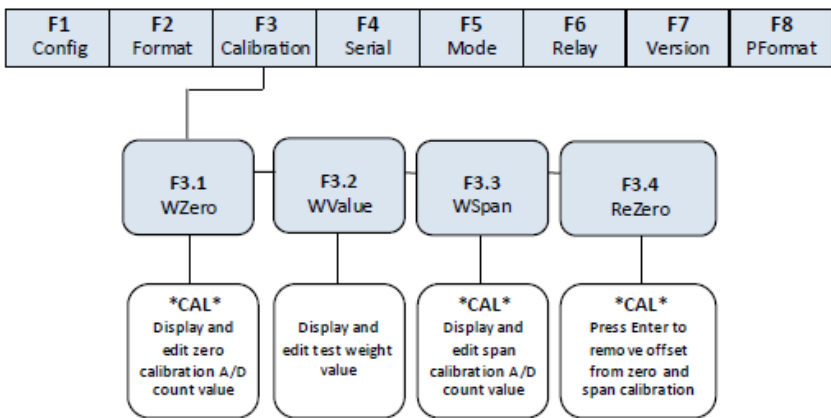 F1 F2 F3 F4 F5 F6 F7 F8
Config Format Calibration Serial Mode Relay Version PFormat
F3.1
WZero
F3.2
WValue
F3.3
WSpan
F3.4
ReZero
*CAL*
Display and
edit zero
calibration A/D
count value
Display and
edit test weight
value
*CAL*
Display and
edit span
calibration A/D
count value
*CAL*
Press Enter to
remove offset
from zero and
span calibration